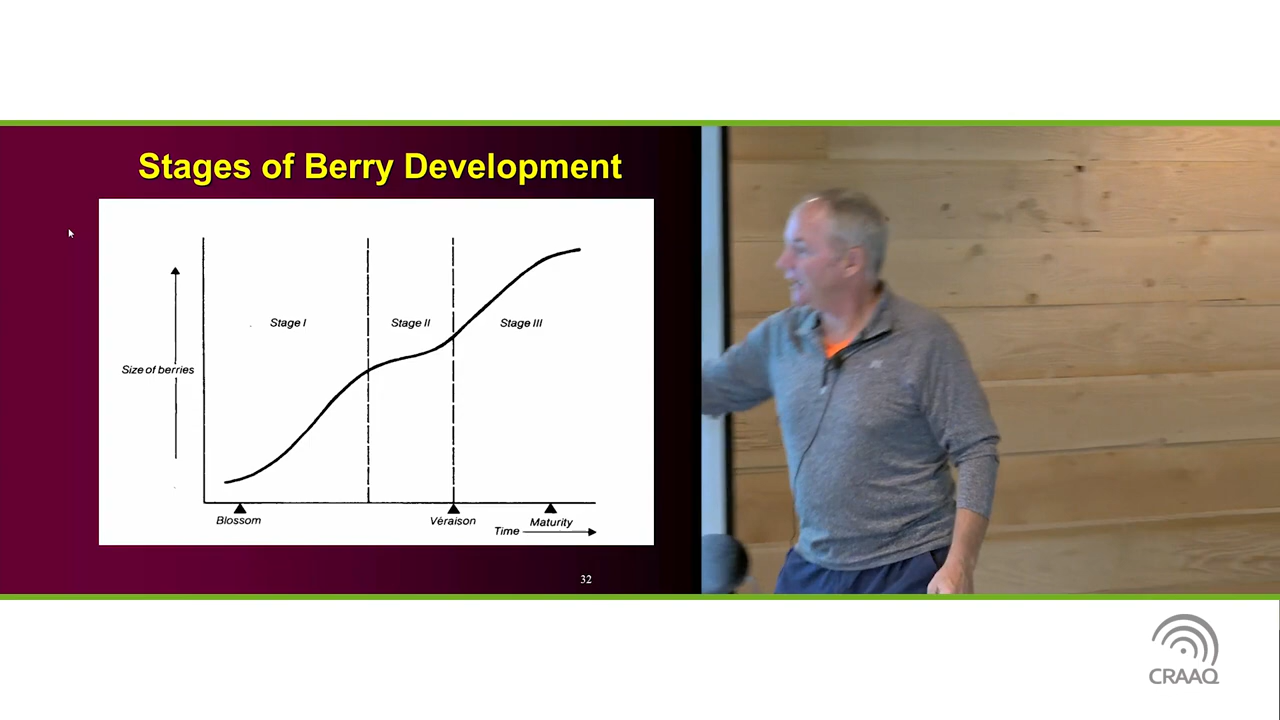 Stages of Berry Development
Stage I
Stage II
Stage III
Size of berries
Blossom
Véraison
Maturity
Time
32
CRAAQ